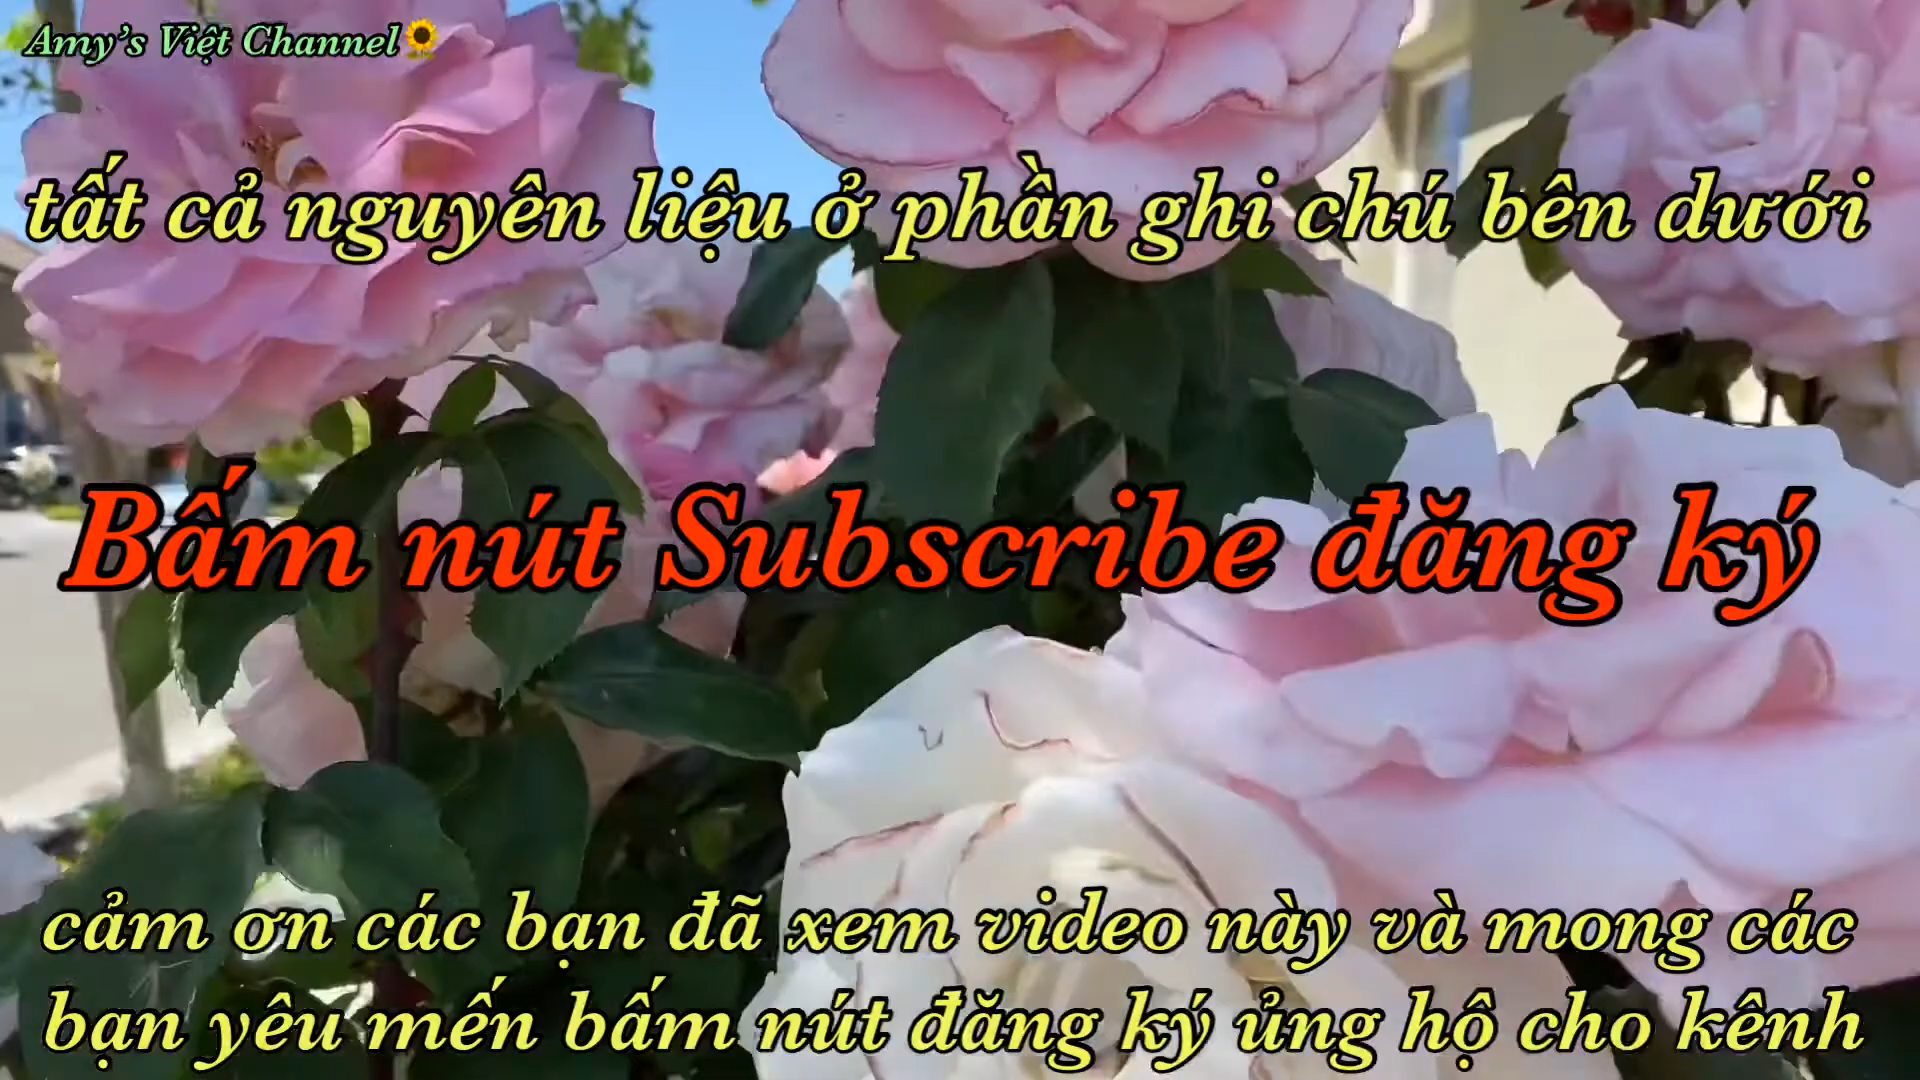 Amy's Việt Channel🌻
tất cả nguyên liệu ở phần ghi chú bên dưới
Bấm nút Subscribe đăng ký
cảm ơn các bạn đã xem video này và mong các
bạn yêu mến bấm nút đăng ký ủng hộ cho kênh